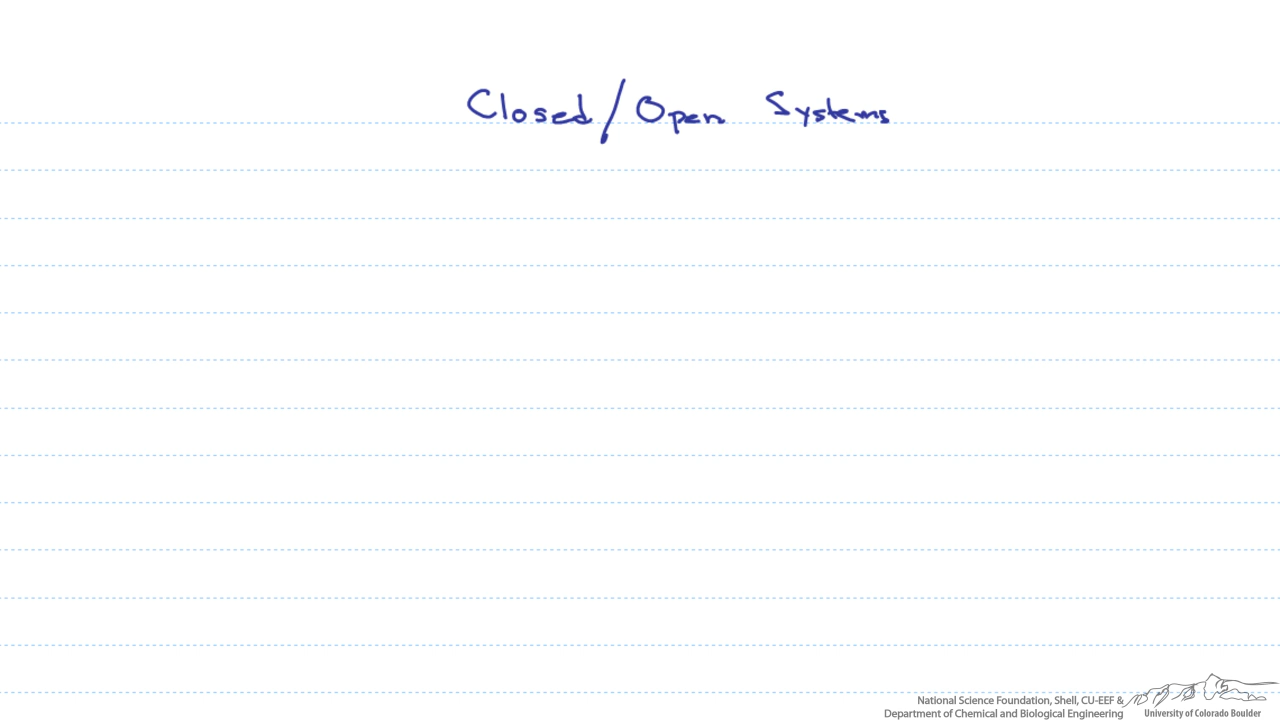 Closed/Open Systems
National Science Foundation, Shell, CU-EEF &
Department of Chemical and Biological Engineering
University of Colorado Boulder